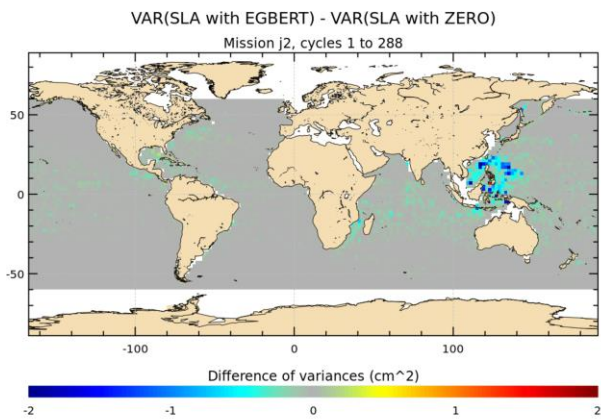 VAR(SLA with EGBERT) - VAR(SLA with ZERO)
Mission j2, cycles 1 to 288
50
0
-50
-100 0 100
Difference of variances (cm^2)
-2 -1 0 1 2